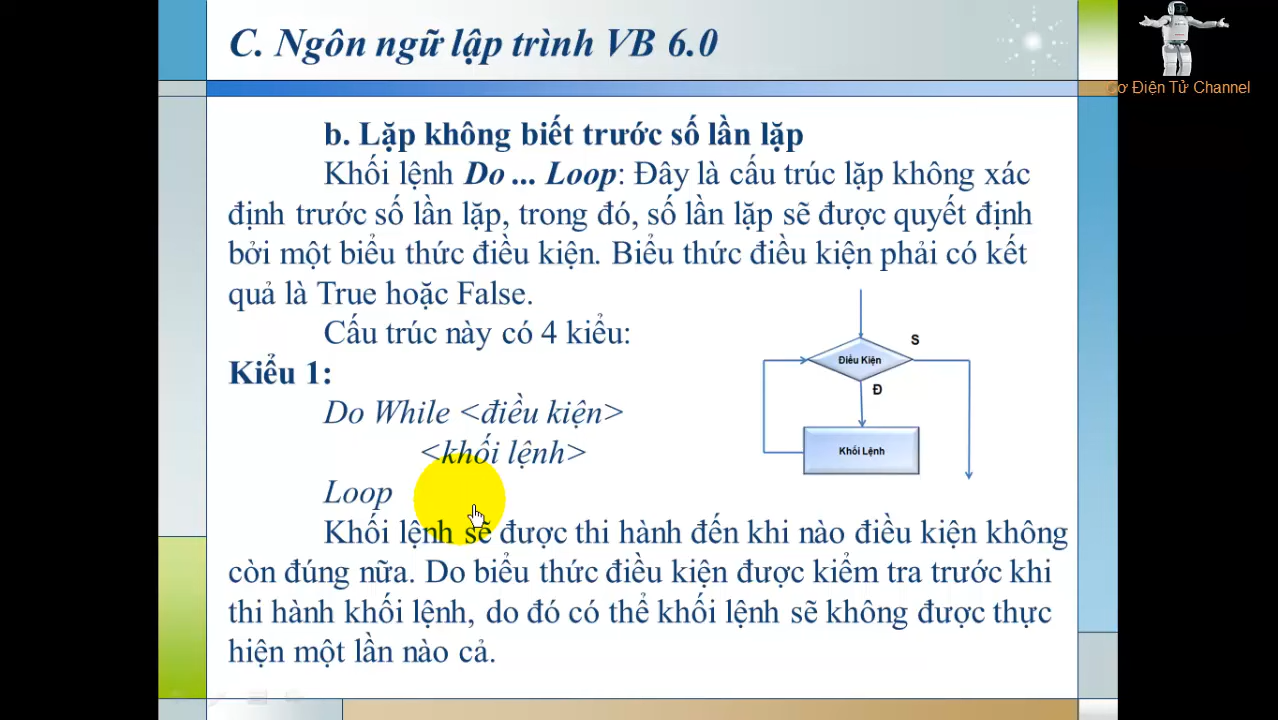 C. Ngôn ngữ lập trình VB 6.0
ơ Điện Tử Channel
b. Lặp không biết trước số lần lặp
Khối lệnh Do ... Loop: Đây là cấu trúc lặp không xác
định trước số lần lặp, trong đó, số lần lặp sẽ được quyết định
bởi một biểu thức điều kiện. Biểu thức điều kiện phải có kết
quả là True hoặc False.
Cấu trúc này có 4 kiểu:
Kiểu 1:
Do While <điều kiện>
<khối lệnh>
Loop
S
Điều Kiện
Đ
Khối Lệnh
Khối lệnh sẽ được thi hành đến khi nào điều kiện không
còn đúng nữa. Do biểu thức điều kiện được kiểm tra trước khi
thi hành khối lệnh, do đó có thể khối lệnh sẽ không được thực
hiện một lần nào cả.